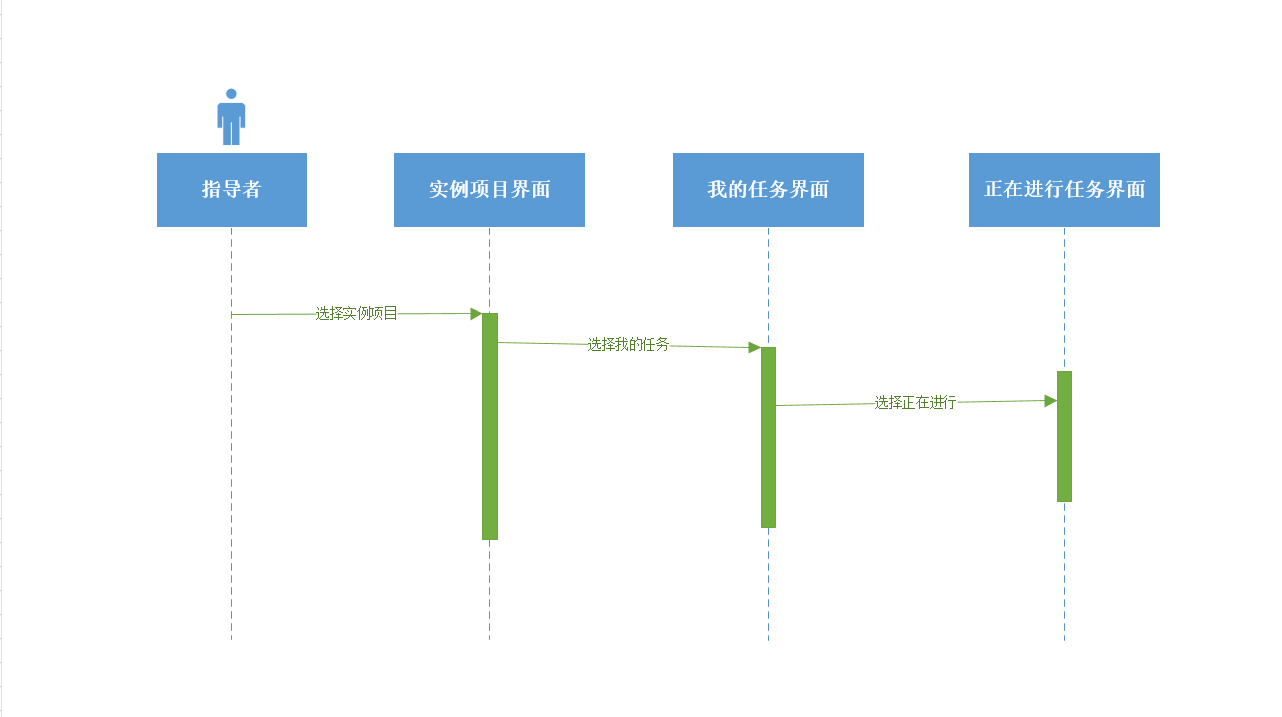 指导者
实例项目界面
我的任务界面
正在进行任务界面
选择实例项目
选择我的任务
选择正在进行